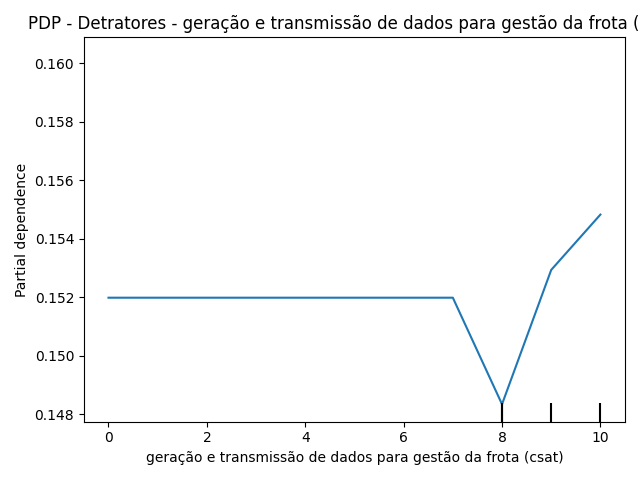 PDP - Detratores - geração e transmissão de dados para gestão da frota (
0.160
0.158
0.156
0.154
0.152
0.150
0.148
Partial dependence
0 2 4 6 8 10
geração e transmissão de dados para gestão da frota (csat)